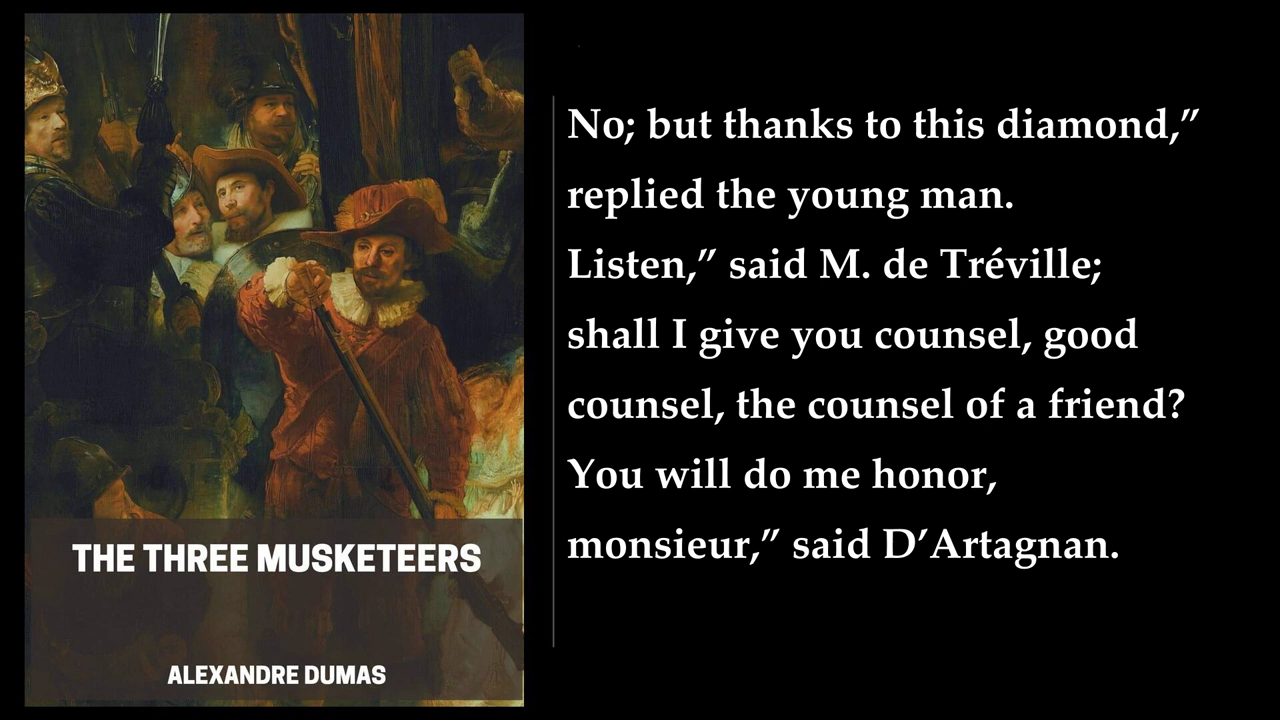 THE THREE MUSKETEERS
ALEXANDRE DUMAS
No; but thanks to this diamond,”
replied the young man.
Listen,” said M. de Tréville;
shall I give you counsel, good
counsel, the counsel of a friend?
You will do me honor,
monsieur,” said D’Artagnan.